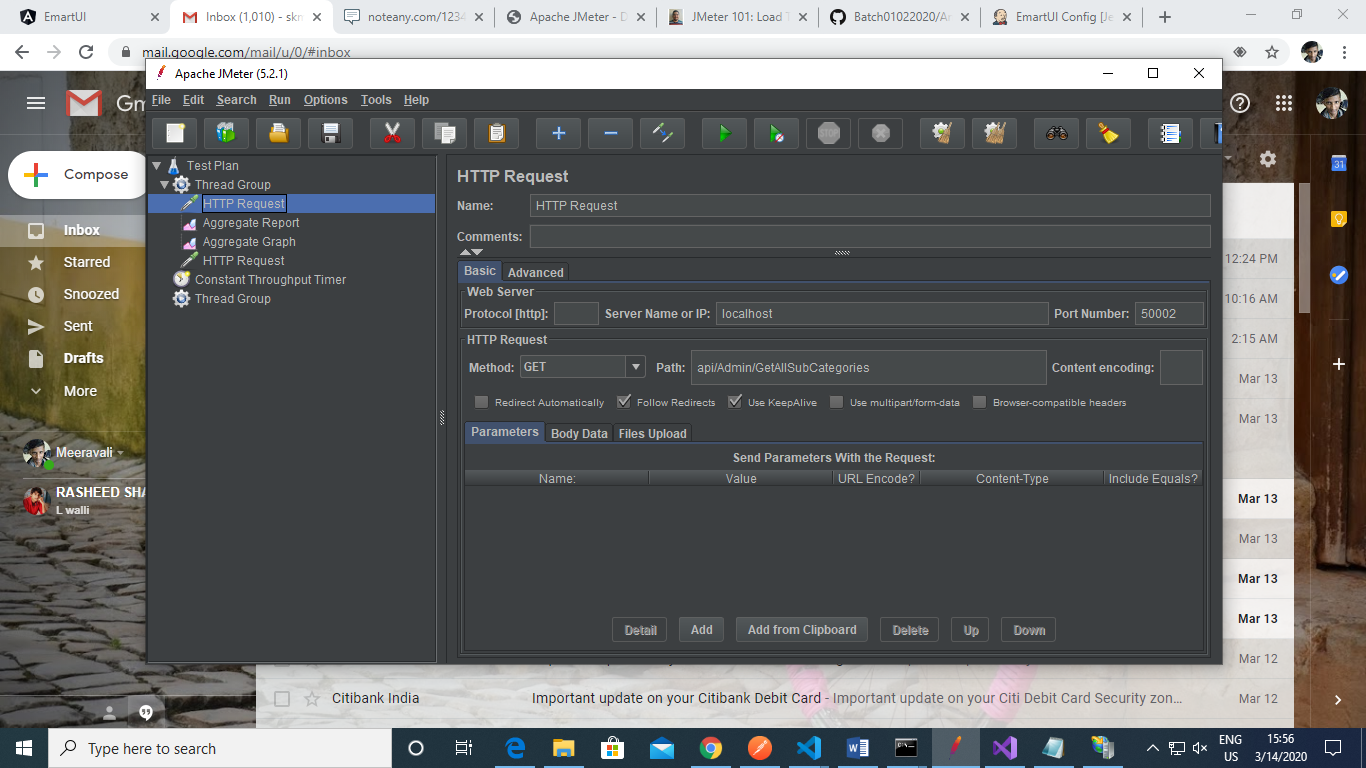 EmartUI
Inbox (1,010) - skn
noteany.com/1234
Apache JMeter - D
JMeter 101: Load T
Batch01022020/A
EmartUI Config [Je
mail.google.com/mail/u/0/#inbox
Apache JMeter (5.2.1)
File Edit Search Run Options Tools Help
Gm
STOP
Compose
Inbox
Starred
Snoozed
Sent
Drafts
More
Meeravali
RASHEED SHA
L walli
Test Plan
Thread Group
HTTP Request
Aggregate Report
Aggregate Graph
HTTP Request
Constant Throughput Timer
Thread Group
HTTP Request
Name: HTTP Request
Comments:
Basic Advanced
Web Server
Protocol [http]: Server Name or IP: localhost Port Number: 50002
HTTP Request
Method: GET Path: api/Admin/GetAllSubCategories Content encoding:
Redirect Automatically Follow Redirects Use KeepAlive Use multipart/form-data Browser-compatible headers
Parameters Body Data Files Upload
Send Parameters With the Request:
Name: Value URL Encode? Content-Type Include Equals?
Detail Add Add from Clipboard Delete Up Down
31
12:24 PM
10:16 AM
2:15 AM
Mar 13
Mar 13
Mar 13
Mar 13
Mar 13
Mar 13
Mar 12
Citibank India Important update on your Citibank Debit Card - Important update on your Citi Debit Card Security zon... Mar 12
Type here to search
ENG
US
15:56
3/14/2020